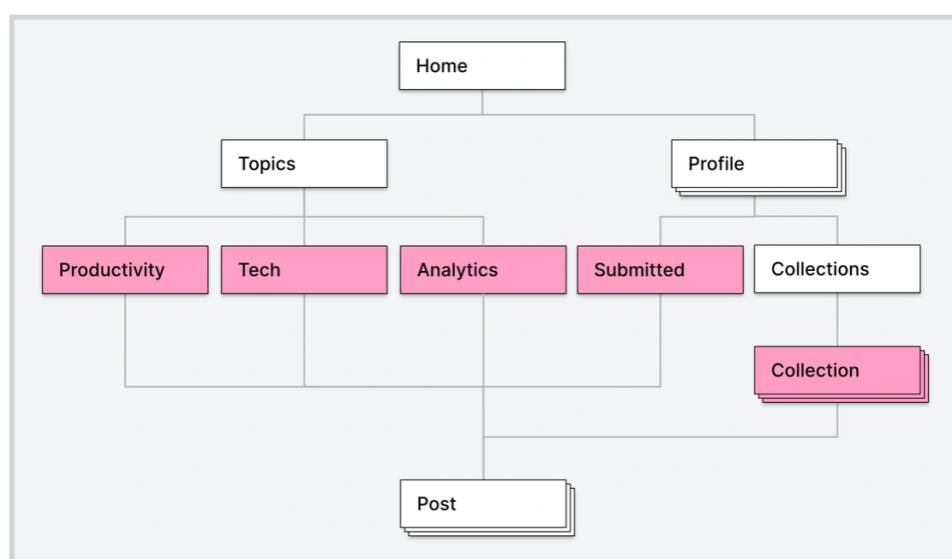 Home
Topics
Profile
Productivity
Tech
Analytics
Submitted
Collections
Collection
Post